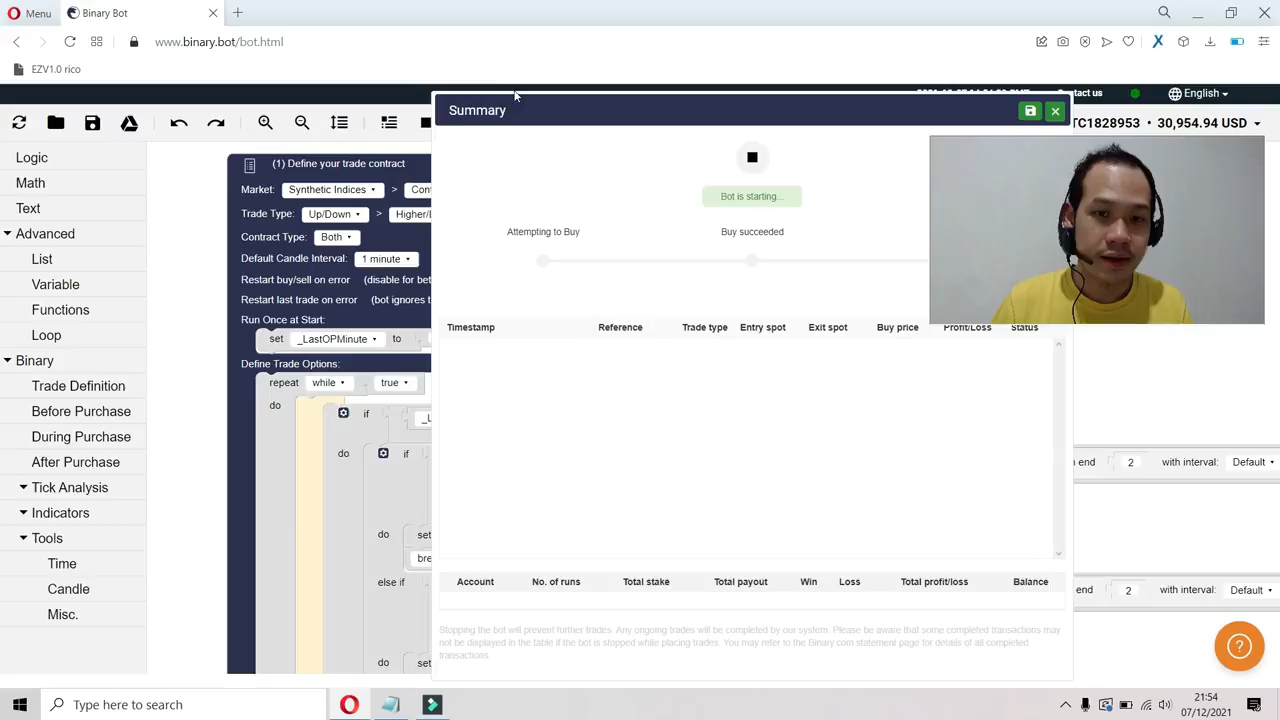 Menu
Binary Bot
www.binary.bot/bot.html
EZV1.0 rico
Contact us
English
Summary
TC1828953 • 30,954.94 USD
Logic
Math
Text
Advanced
List
Variable
Functions
Loop
Binary
Trade Definition
Before Purchase
During Purchase
After Purchase
Tick Analysis
Indicators
Tools
Time
Candle
Misc.
(1) Define your trade contract
Market: Synthetic Indices > Con
Trade Type: Up/Down > Higher/
Contract Type: Both
Default Candle Interval: 1 minute
Restart buy/sell on error (disable for bet
Restart last trade on error (bot ignores t
Run Once at Start:
set _LastOPMinute to
Define Trade Options:
repeat while true
do
if
do if
do set
bre
else if
do set
Bot is starting...
Attempting to Buy
Buy succeeded
Timestamp Reference Trade type Entry spot Exit spot Buy price Profit/Loss Status
Account No. of runs Total stake Total payout Win Loss Total profit/loss Balance
Stopping the bot will prevent further trades. Any ongoing trades will be completed by our system. Please be aware that some completed transactions may
not be displayed in the table if the bot is stopped while placing trades. You may refer to the Binary.com statement page for details of all completed
transactions.
end 2 with interval: Default
end 2 with interval: Default
Type here to search
21:54
07/12/2021